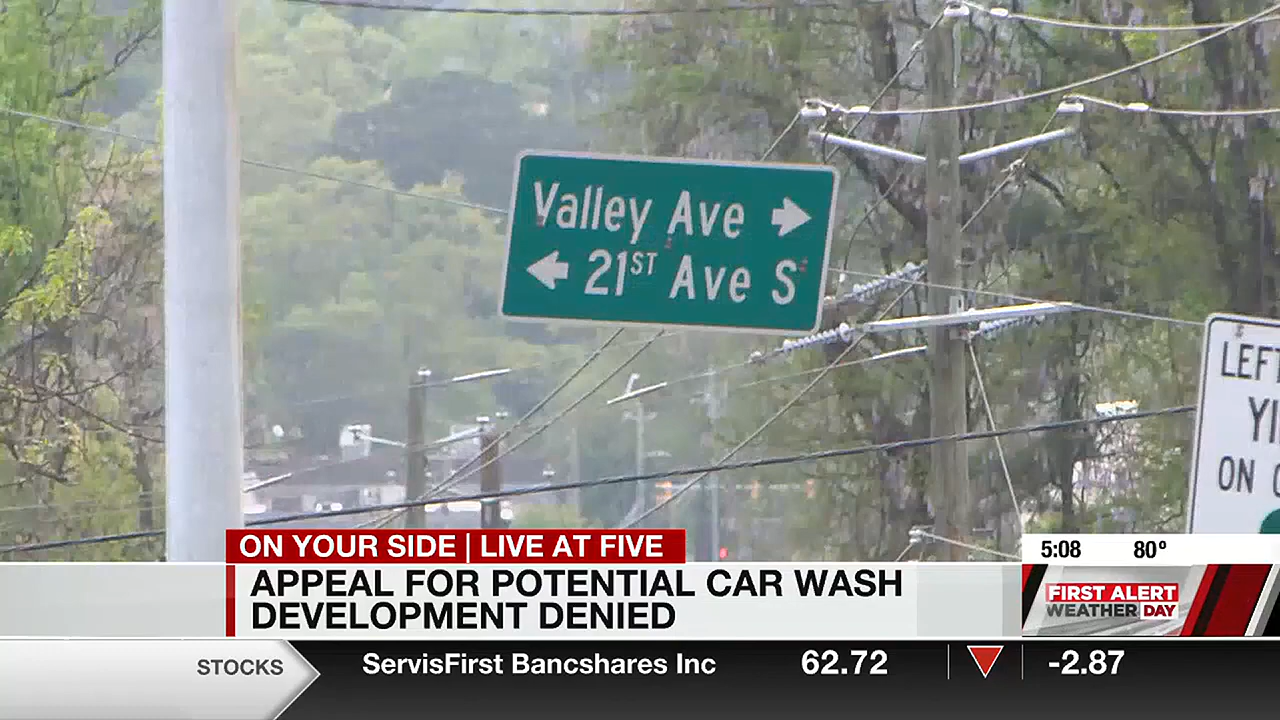 Valley Ave
21ST Ave S
LEFT
ON
ON YOUR SIDE | LIVE AT FIVE
5:08 80º
APPEAL FOR POTENTIAL CAR WASH
DEVELOPMENT DENIED
FIRST ALERT
WEATHER DAY
STOCKS ServisFirst Bancshares Inc 62.72 -2.87